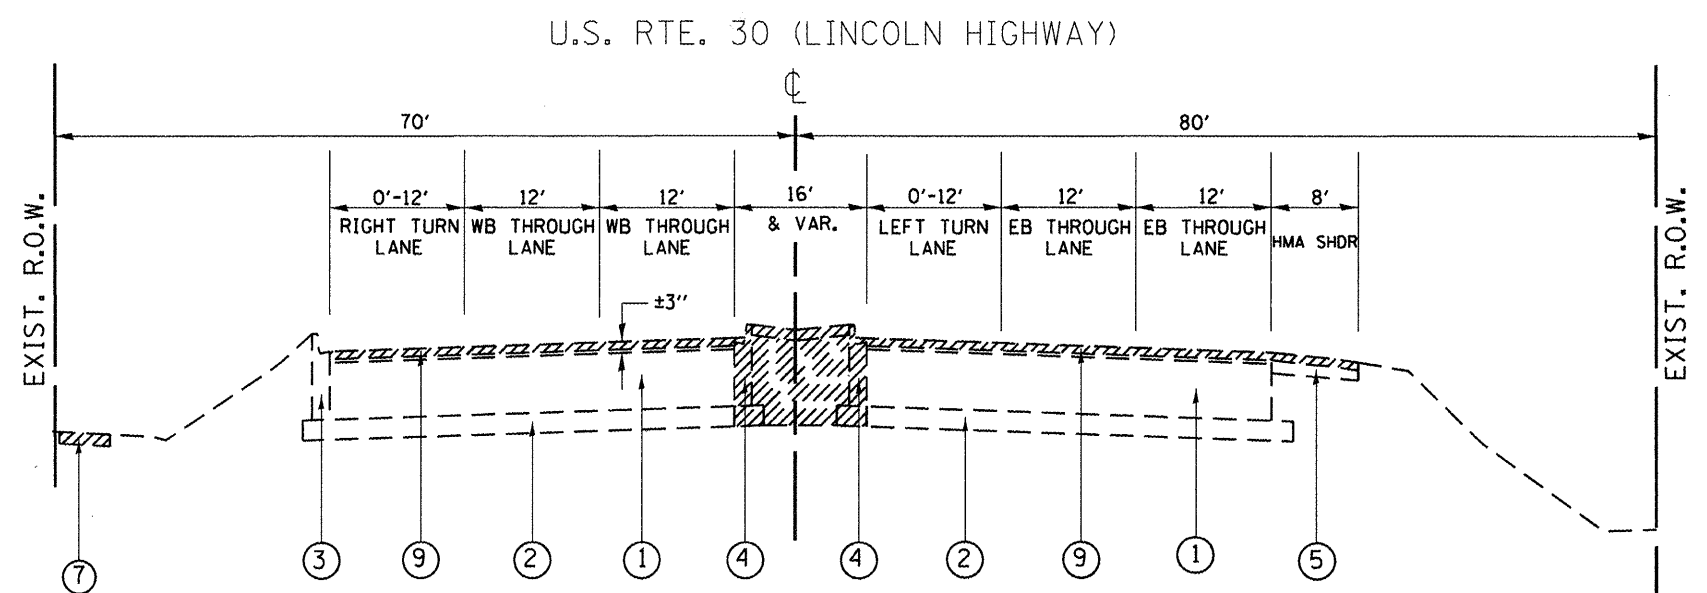 U.S. RTE. 30 (LINCOLN HIGHWAY)
℄
70' 80'
EXIST. R.O.W.
0'-12' 12' 12' 16' 0'-12' 12' 12' 8'
RIGHT TURN LANE
WB THROUGH LANE
WB THROUGH LANE
& VAR.
LEFT TURN LANE
EB THROUGH LANE
EB THROUGH LANE
HMA SHDR
EXIST. R.O.W.
±3"
7 3 9 2 1 4 4 2 9 1 5